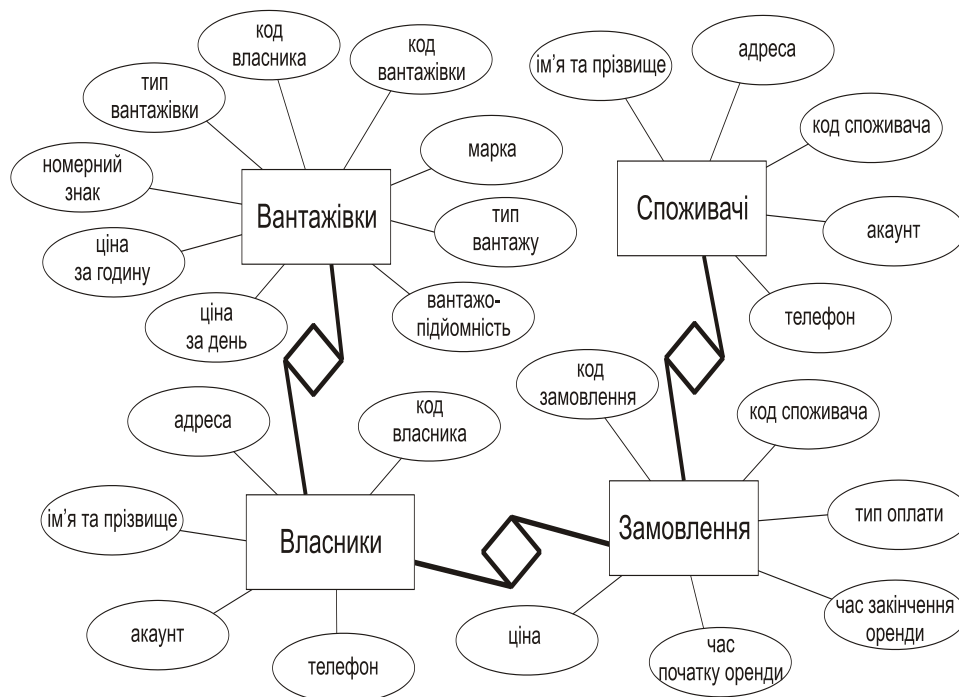 код
власника
код
вантажівки
тип
вантажівки
номерний
знак
ціна
за годину
ціна
за день
Вантажівки
марка
тип
вантажу
вантажо-
підйомність
ім’я та прізвище
адреса
код споживача
Споживачі
акаунт
телефон
адреса
код
власника
ім’я та прізвище
Власники
акаунт
телефон
код
замовлення
код споживача
Замовлення
тип оплати
ціна
час
початку оренди
час закінчення
оренди